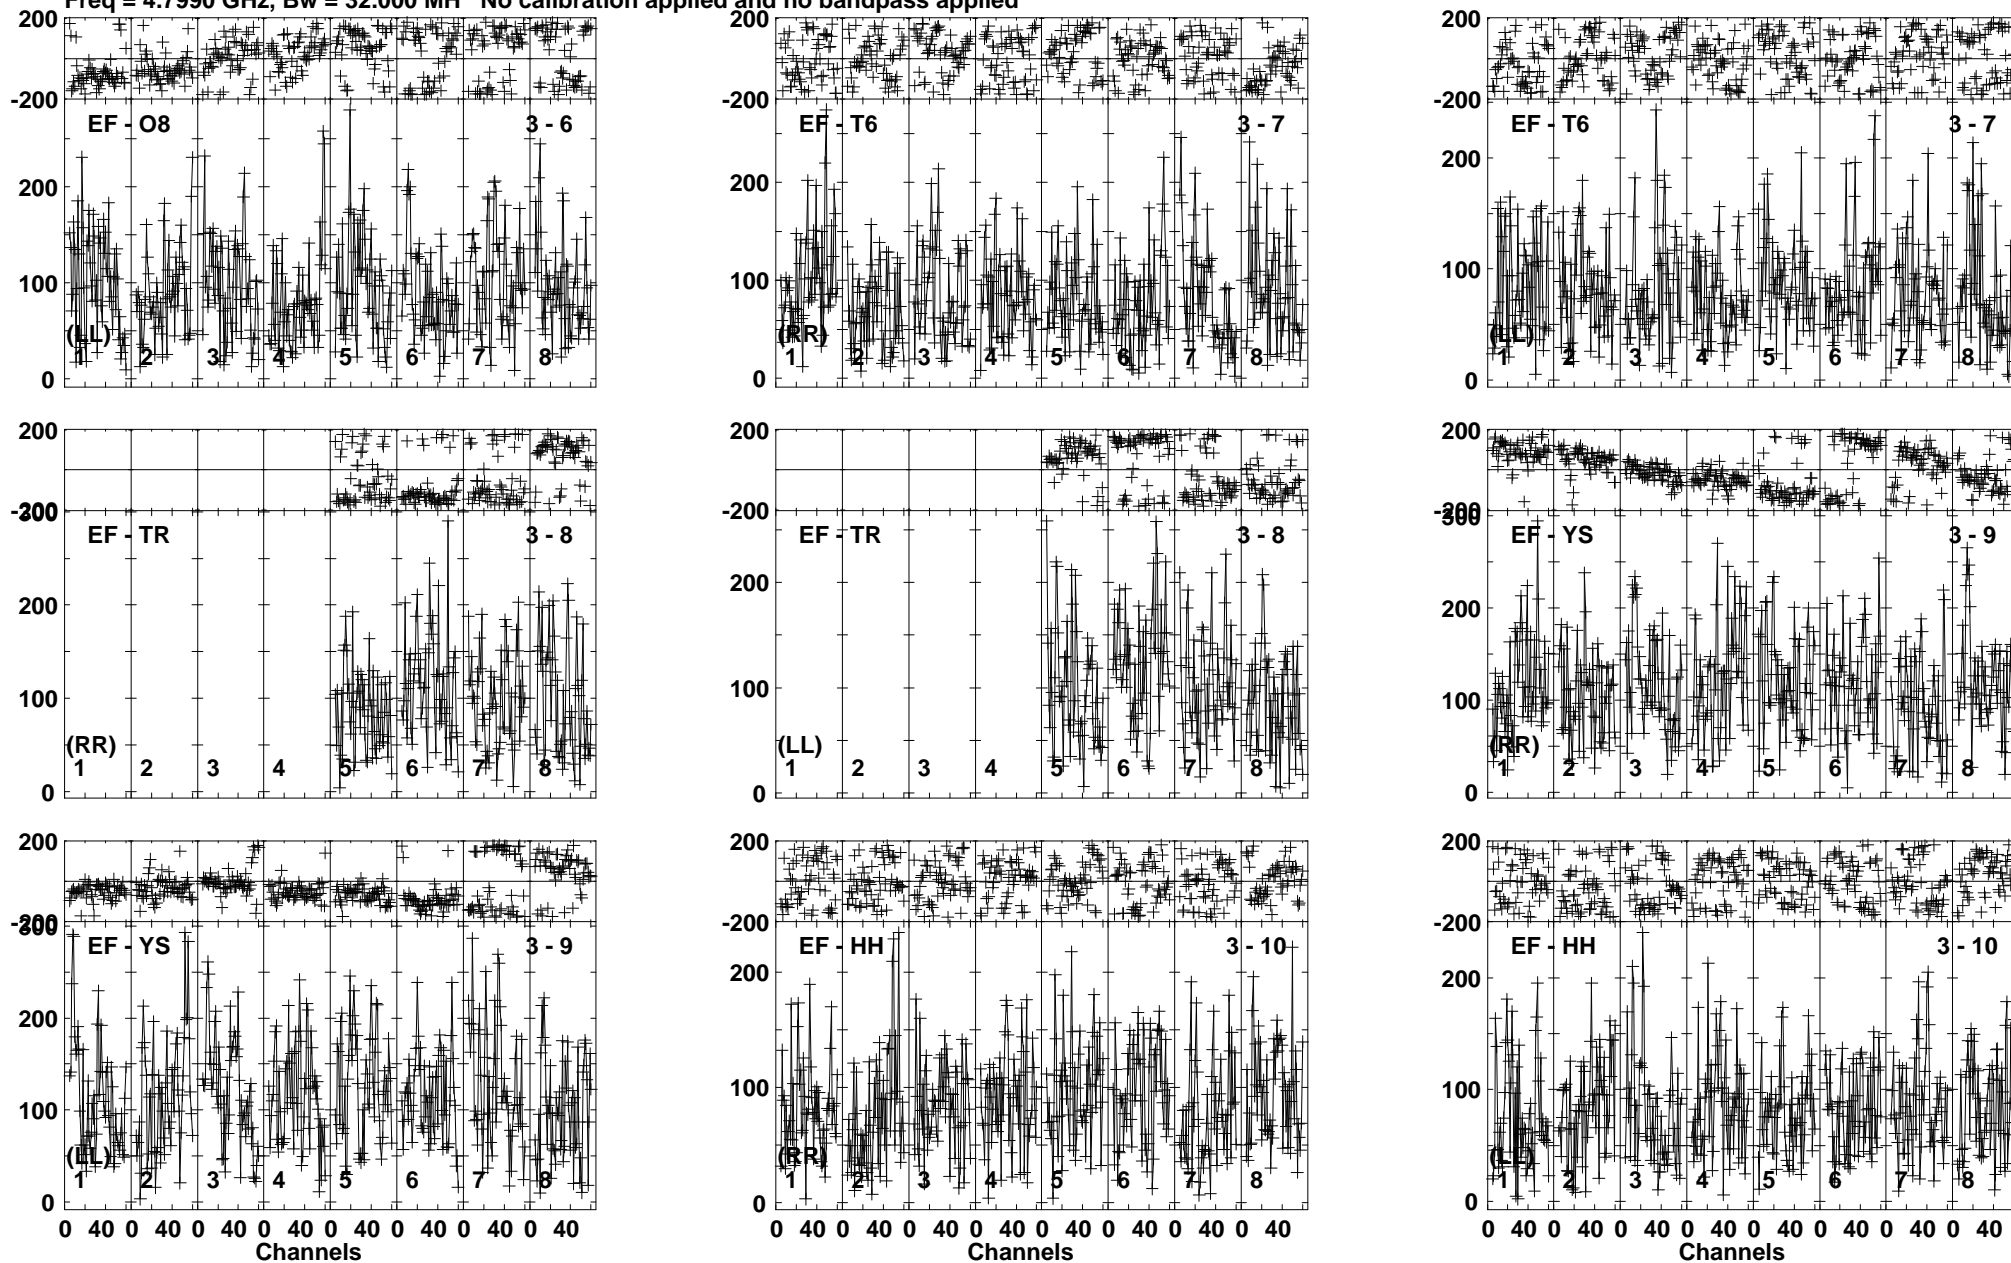 Freq = 4.7990 GHz, Bw = 32.000 MH No calibration applied and no bandpass applied
200 200 200
-200 -200 -200
EF - O8 3 - 6 EF - T6 3 - 7 EF - T6 3 - 7
200 200 200
100 100 100
(LL) (RR) (LL)
1 2 3 4 5 6 7 8 1 2 3 4 5 6 7 8 1 2 3 4 5 6 7 8
0 0 0
200 200 200
-200 -200 -200
300 300
EF - TR 3 - 8 EF - TR 3 - 8 EF - YS 3 - 9
200 200 200
100 100 100
(RR) (LL) (RR)
1 2 3 4 5 6 7 8 1 2 3 4 5 6 7 8 1 2 3 4 5 6 7 8
0 0 0
200 200 200
-200 -200 -200
300
EF - YS 3 - 9 EF - HH 3 - 10 EF - HH 3 - 10
200 200 200
100 100 100
(LL) (RR) (LL)
1 2 3 4 5 6 7 8 1 2 3 4 5 6 7 8 1 2 3 4 5 6 7 8
0 0 0
0 40 0 40 0 40 0 40 0 40 0 40 0 40 0 40 0 40 0 40 0 40 0 40 0 40 0 40 0 40 0 40 0 40 0 40 0 40 0 40 0 40 0 40 0 40 0 40
Channels Channels Channels